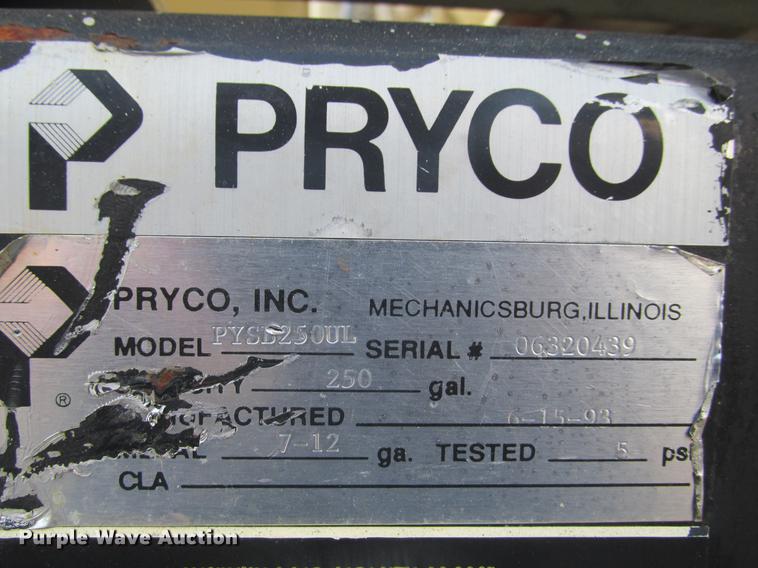 PRYCO
PRYCO, INC. MECHANICSBURG, ILLINOIS
MODEL PYSB250UL SERIAL # 06320439
250 gal.
®
6-15-93
7-12 ga. TESTED 5 psi
CLA
Purple Wave Auction